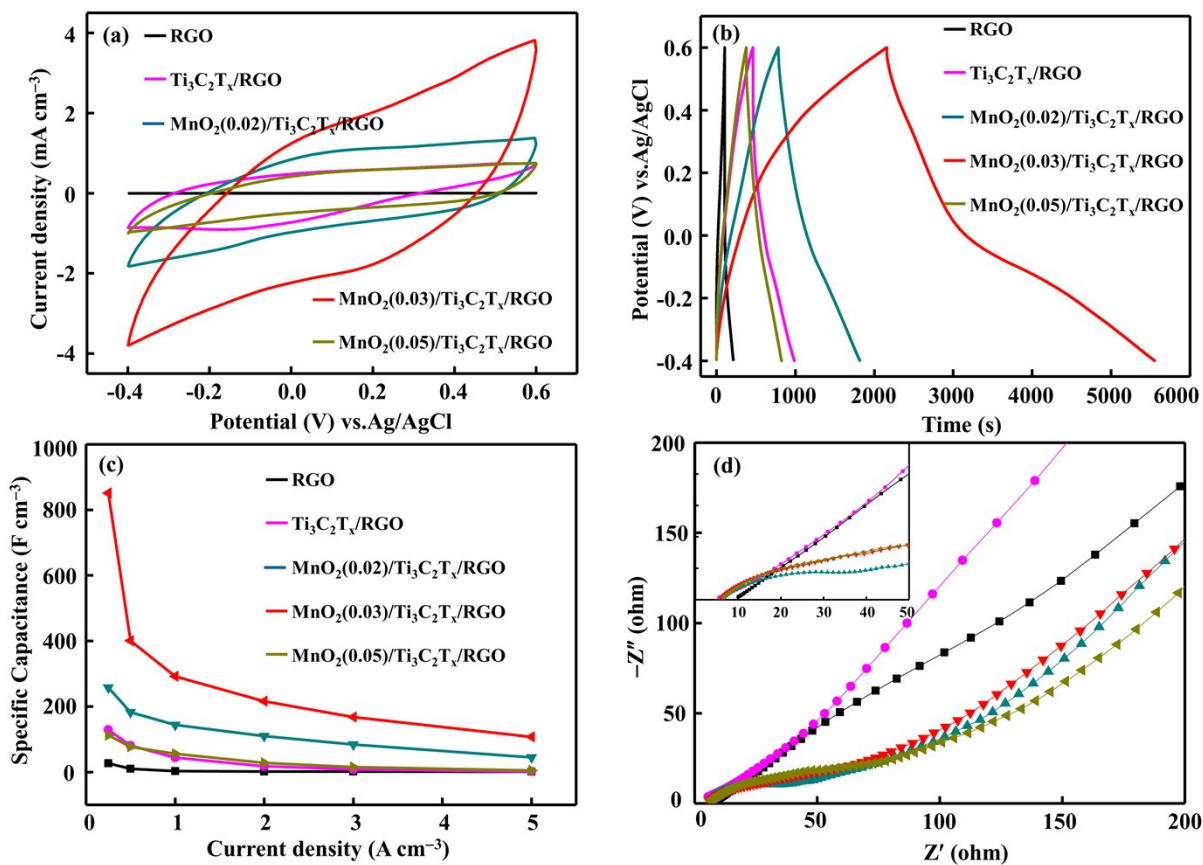 (a)
RGO
Ti₃C₂Tₓ/RGO
MnO₂(0.02)/Ti₃C₂Tₓ/RGO
MnO₂(0.03)/Ti₃C₂Tₓ/RGO
MnO₂(0.05)/Ti₃C₂Tₓ/RGO
Current density (mA cm⁻³)
4
2
0
-2
-4
-0.4
-0.2
0.0
0.2
0.4
0.6
Potential (V) vs.Ag/AgCl
(b)
RGO
Ti₃C₂Tₓ/RGO
MnO₂(0.02)/Ti₃C₂Tₓ/RGO
MnO₂(0.03)/Ti₃C₂Tₓ/RGO
MnO₂(0.05)/Ti₃C₂Tₓ/RGO
Potential (V) vs.Ag/AgCl
0.6
0.4
0.2
0.0
-0.2
-0.4
0
1000
2000
3000
4000
5000
6000
Time (s)
(c)
RGO
Ti₃C₂Tₓ/RGO
MnO₂(0.02)/Ti₃C₂Tₓ/RGO
MnO₂(0.03)/Ti₃C₂Tₓ/RGO
MnO₂(0.05)/Ti₃C₂Tₓ/RGO
Specific Capacitance (F cm⁻³)
1000
800
600
400
200
0
0
1
2
3
4
5
Current density (A cm⁻³)
(d)
10
20
30
40
50
−Z″ (ohm)
200
150
100
50
0
0
50
100
150
200
Z′ (ohm)